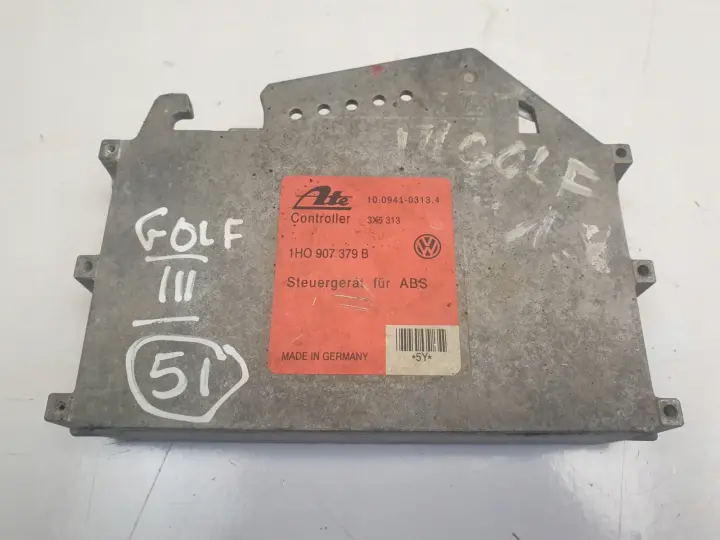 GOLF
III
51
Ate
10.0941-0313.4
Controller 3X5 313
1H0 907 379 B
Steuergerät für ABS
MADE IN GERMANY
*5Y*
III GOLF